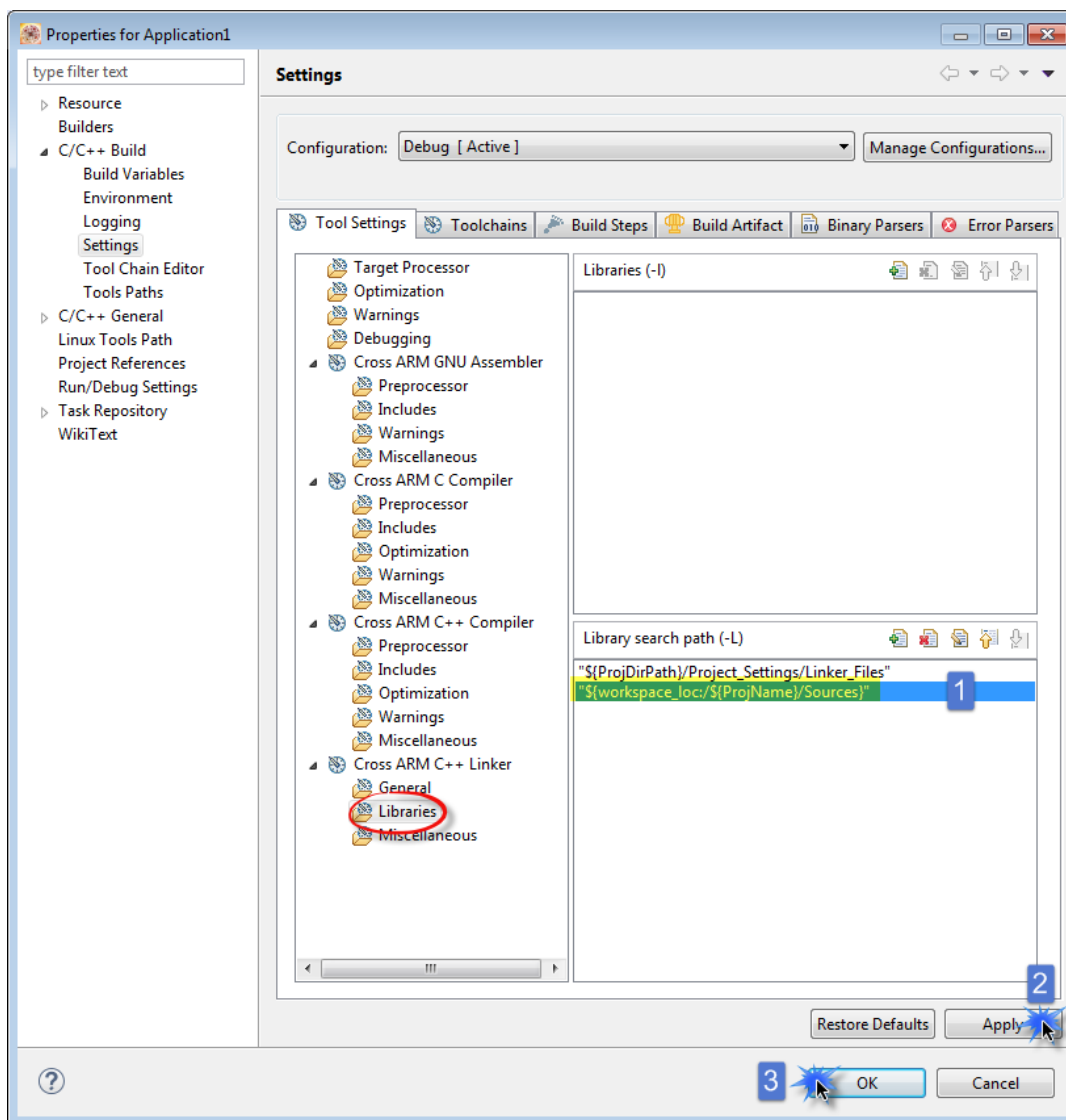 Properties for Application1
type filter text
Resource
Builders
C/C++ Build
Build Variables
Environment
Logging
Settings
Tool Chain Editor
Tools Paths
C/C++ General
Linux Tools Path
Project References
Run/Debug Settings
Task Repository
WikiText
Settings
Configuration: Debug [ Active ] Manage Configurations...
Tool Settings Toolchains Build Steps Build Artifact Binary Parsers Error Parsers
Target Processor
Optimization
Warnings
Debugging
Cross ARM GNU Assembler
Preprocessor
Includes
Warnings
Miscellaneous
Cross ARM C Compiler
Preprocessor
Includes
Optimization
Warnings
Miscellaneous
Cross ARM C++ Compiler
Preprocessor
Includes
Optimization
Warnings
Miscellaneous
Cross ARM C++ Linker
General
Libraries
Miscellaneous
Libraries (-l)
Library search path (-L)
"${ProjDirPath}/Project_Settings/Linker_Files"
"${workspace_loc:/${ProjName}/Sources}" 1
2
Restore Defaults Apply
3 OK Cancel